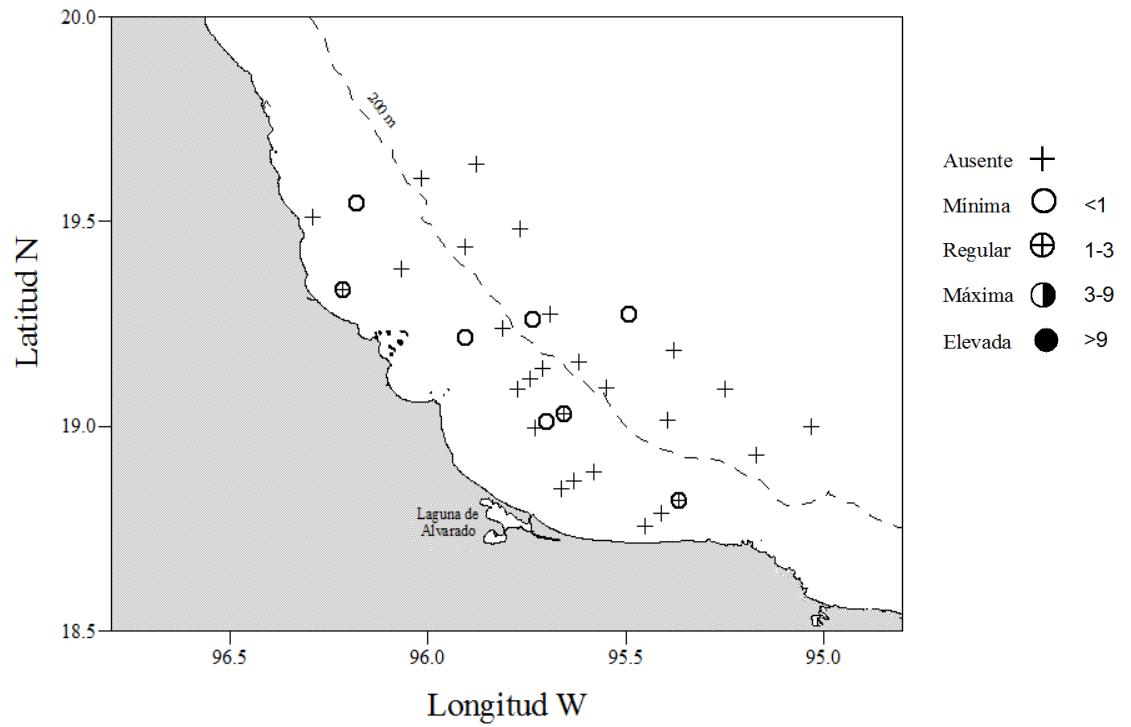 20.0
19.5
19.0
18.5
Latitud N
200 m
Laguna de
Alvarado
96.5
96.0
95.5
95.0
Longitud W
Ausente
Mínima <1
Regular 1-3
Máxima 3-9
Elevada >9